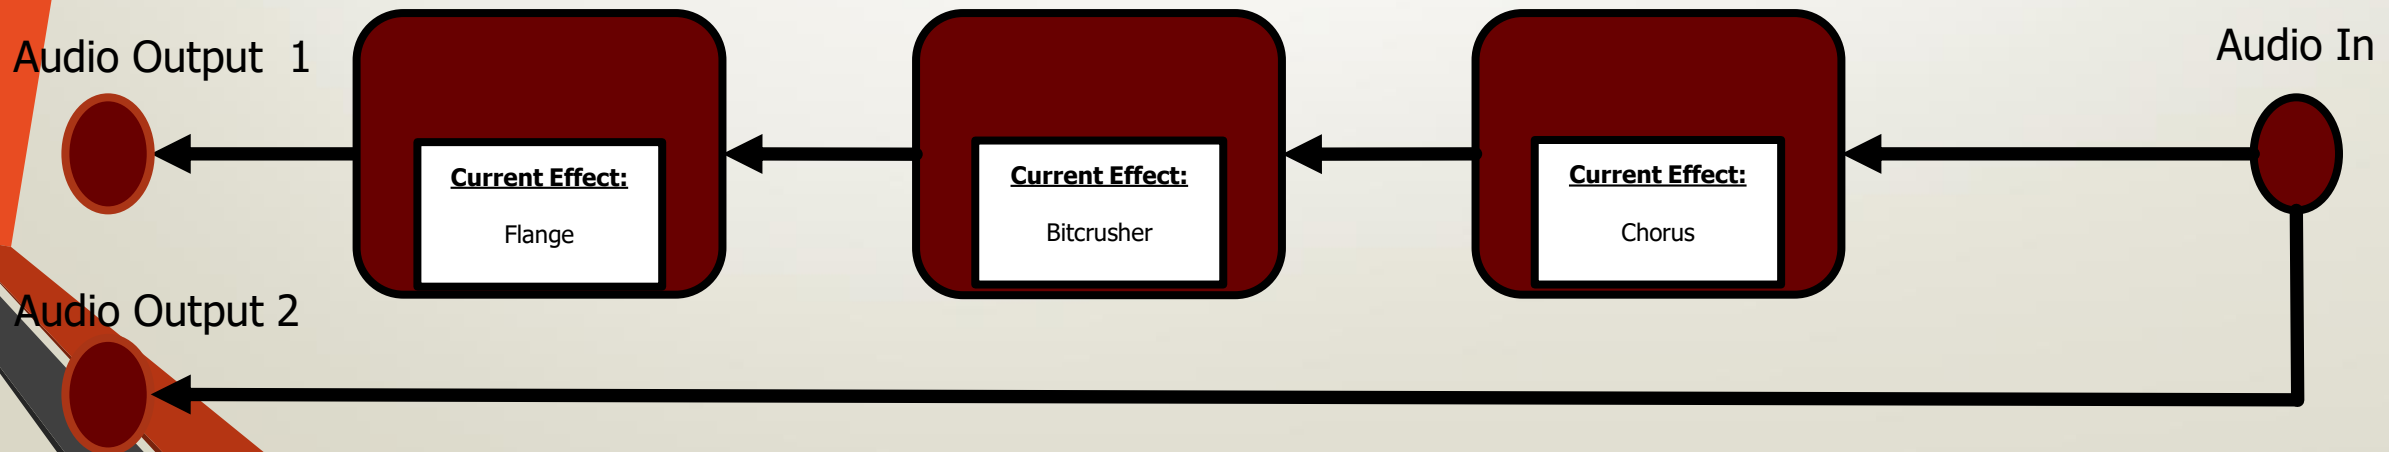 Audio Output  1
Audio In
Current Effect:
Flange
Current Effect:
Bitcrusher
Current Effect:
Chorus
Audio Output 2